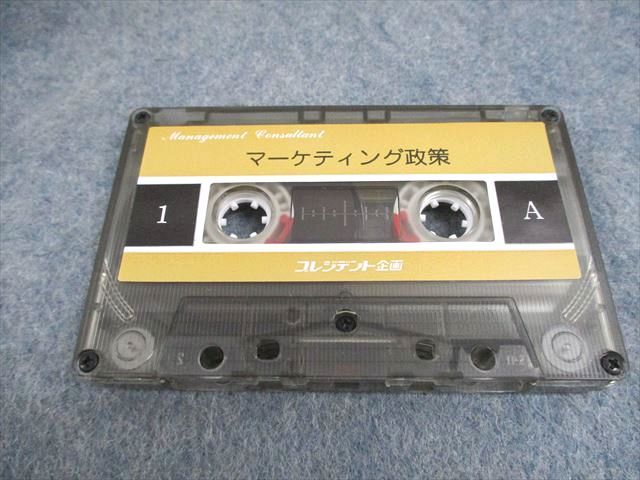 Management Consultant
マーケティング政策
1
A
プレジデント企画